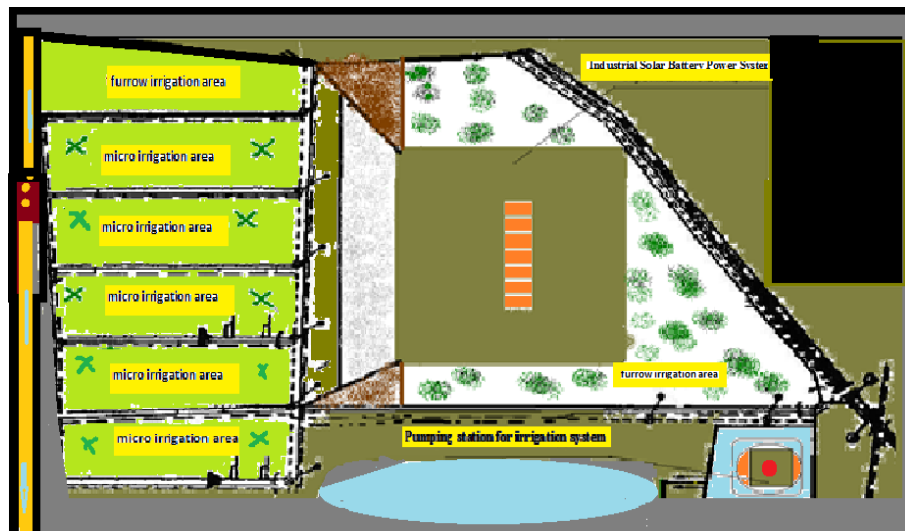 Industrial Solar Battery Power System
furrow irrigation area
micro irrigation area
micro irrigation area
micro irrigation area
micro irrigation area
furrow irrigation area
micro irrigation area
Pumping station for irrigation system